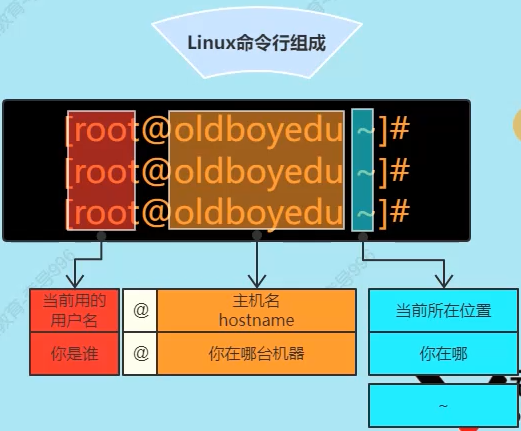 Linux命令行组成
[root@oldboyedu ~]#
[root@oldboyedu ~]#
[root@oldboyedu ~]#
当前用的
用户名
@
主机名
hostname
当前所在位置
你是谁
@
你在哪台机器
你在哪
~